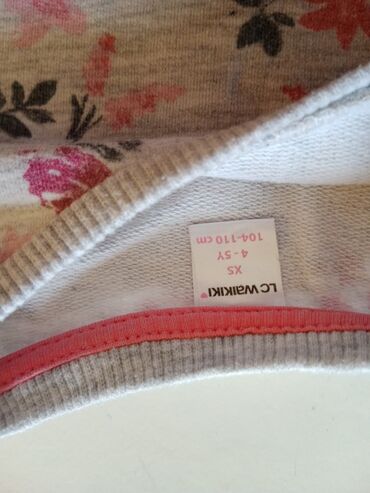 LC WAIKIKI
XS
4 - 5Y
104-110 cm